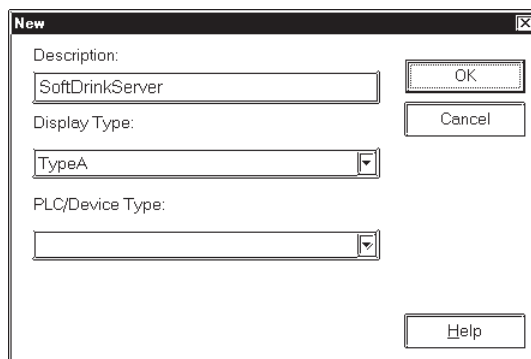 New
Description:
SoftDrinkServer
OK
Display Type:
Cancel
TypeA
PLC/Device Type:
Help